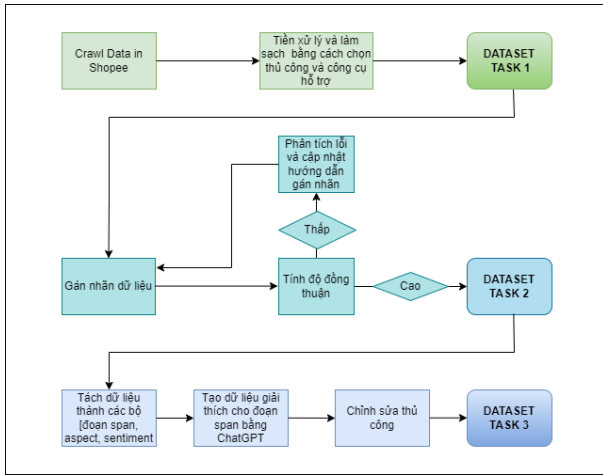 Crawl Data in
Shopee
Tiền xử lý và làm
sạch bằng cách chọn
thủ công và công cụ
hỗ trợ
DATASET
TASK 1
Phân tích lỗi
và cập nhật
hướng dẫn
gán nhãn
Thấp
Gán nhãn dữ liệu
Tính độ đồng
thuận
Cao
DATASET
TASK 2
Tách dữ liệu
thành các bộ
[đoạn span,
aspect, sentiment
Tạo dữ liệu giải
thích cho đoạn
span bằng
ChatGPT
Chỉnh sửa thủ
công
DATASET
TASK 3